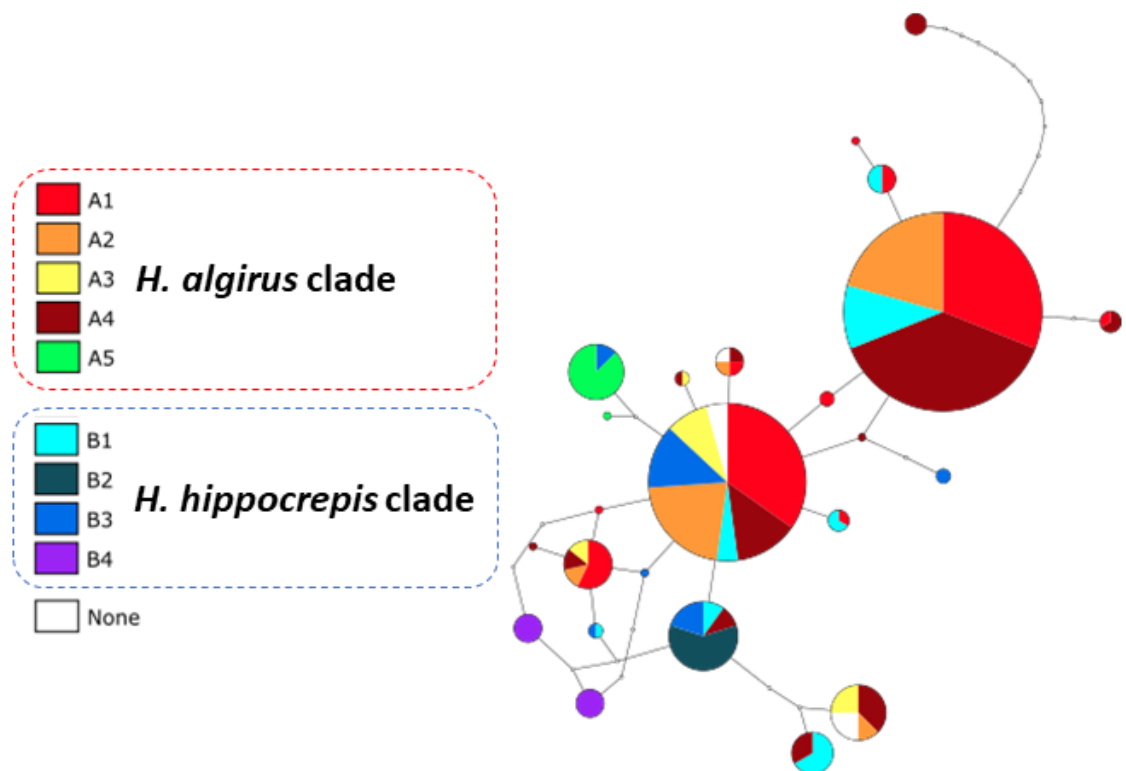 A1
A2
A3
H. algirus clade
A4
A5
B1
B2
H. hippocrepis clade
B3
B4
None